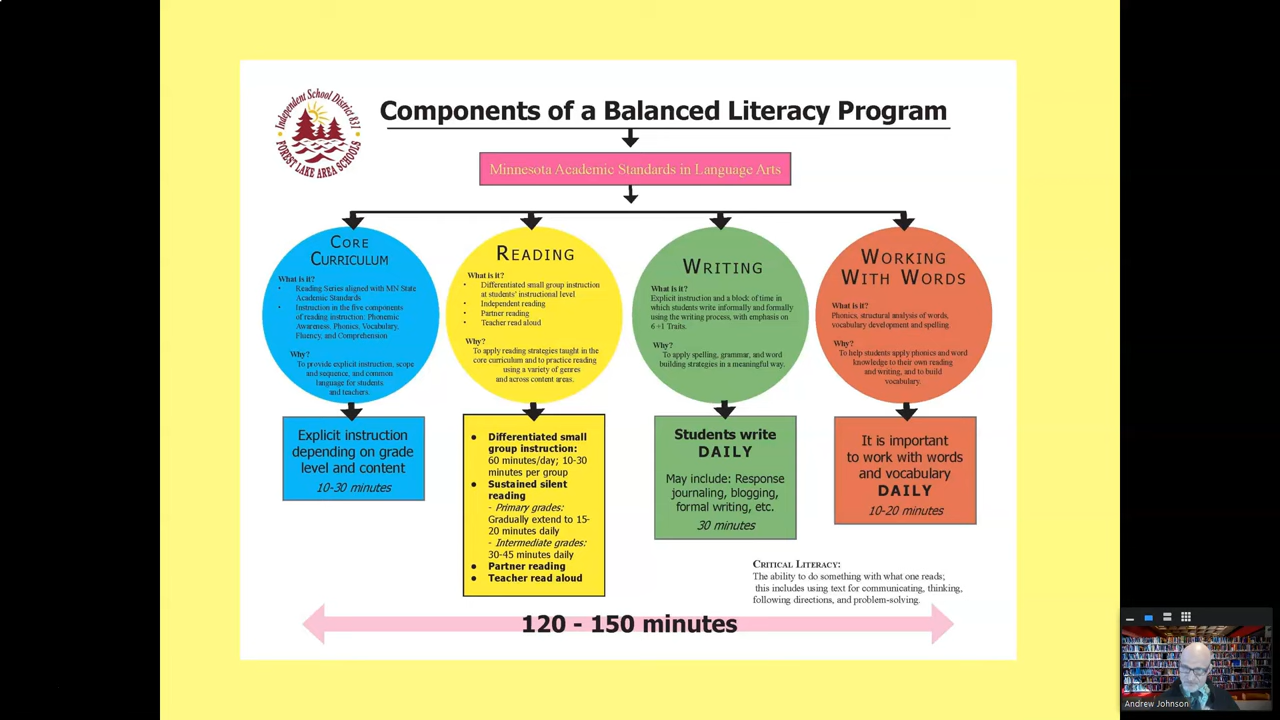 Independent School District 831
FOREST LAKE AREA SCHOOLS
Components of a Balanced Literacy Program
Minnesota Academic Standards in Language Arts
CORE
CURRICULUM
What is it?
• Reading Series aligned with MN State
Academic Standards
• Instruction in the five components
of reading instruction: Phonemic
Awareness, Phonics, Vocabulary,
Fluency, and Comprehension
Why?
To provide explicit instruction, scope
and sequence, and common
language for students
and teachers.
Explicit instruction
depending on grade
level and content
10-30 minutes
READING
What is it?
• Differentiated small group instruction
at students' instructional level
• Independent reading
• Partner reading
• Teacher read aloud
Why?
To apply reading strategies taught in the
core curriculum and to practice reading
using a variety of genres
and across content areas.
● Differentiated small
group instruction:
60 minutes/day; 10-30
minutes per group
● Sustained silent
reading
- Primary grades:
Gradually extend to 15-
20 minutes daily
- Intermediate grades:
30-45 minutes daily
● Partner reading
● Teacher read aloud
WRITING
What is it?
Explicit instruction and a block of time in
which students write informally and formally
using the writing process, with emphasis on
6 +1 Traits.
Why?
To apply spelling, grammar, and word
building strategies in a meaningful way.
Students write
DAILY
May include: Response
journaling, blogging,
formal writing, etc.
30 minutes
WORKING
WITH WORDS
What is it?
Phonics, structural analysis of words,
vocabulary development and spelling.
Why?
To help students apply phonics and word
knowledge to their own reading
and writing, and to build
vocabulary.
It is important
to work with words
and vocabulary
DAILY
10-20 minutes
CRITICAL LITERACY:
The ability to do something with what one reads;
this includes using text for communicating, thinking,
following directions, and problem-solving.
120 - 150 minutes
Andrew Johnson